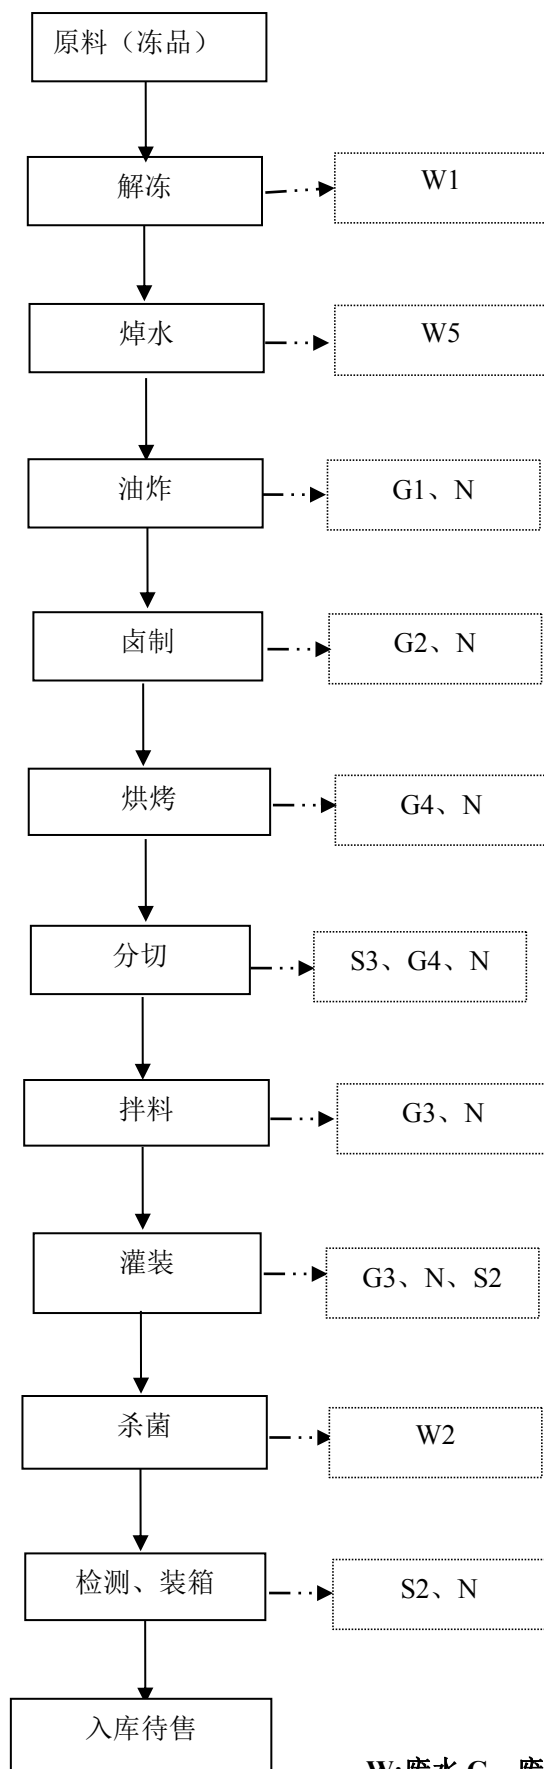 原料（冻品）
解冻
W1
焯水
W5
油炸
G1、N
卤制
G2、N
烘烤
G4、N
分切
S3、G4、N
拌料
G3、N
灌装
G3、N、S2
杀菌
W2
检测、装箱
S2、N
入库待售
W:废水 G